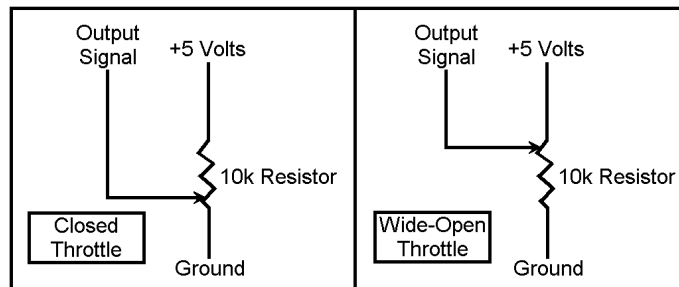 Output
Signal
+5 Volts
10k Resistor
Closed
Throttle
Ground
Output
Signal
+5 Volts
10k Resistor
Wide-Open
Throttle
Ground